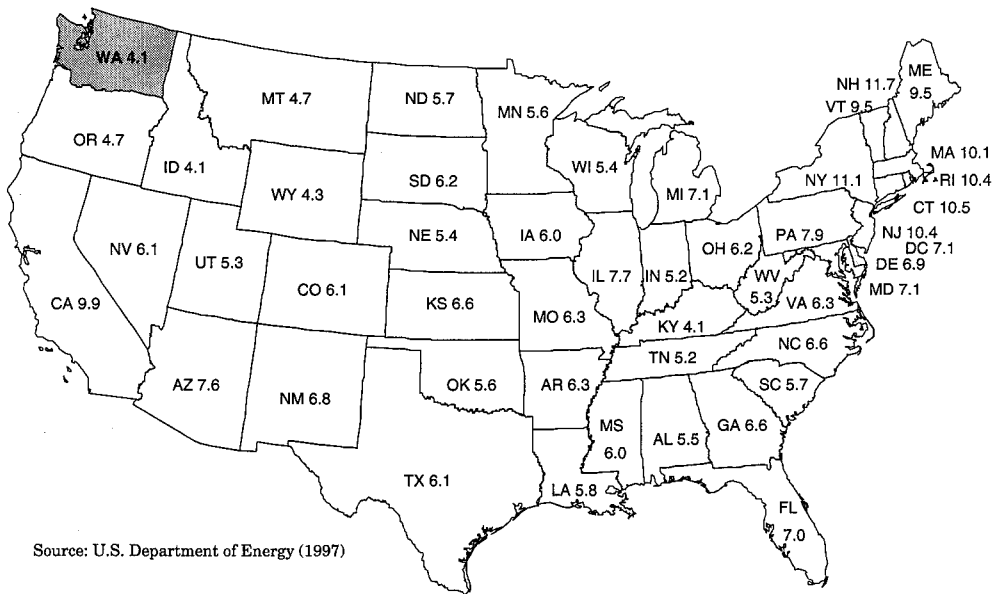 WA 4.1
MT 4.7
ND 5.7
MN 5.6
OR 4.7
ID 4.1
WY 4.3
SD 6.2
WI 5.4
MI 7.1
NH 11.7
ME
9.5
VT 9.5
MA 10.1
NY 11.1
RI 10.4
CT 10.5
NV 6.1
UT 5.3
NE 5.4
IA 6.0
OH 6.2
PA 7.9
NJ 10.4
DC 7.1
DE 6.9
MD 7.1
CA 9.9
CO 6.1
KS 6.6
IL 7.7
IN 5.2
WV
5.3
VA 6.3
MO 6.3
KY 4.1
NC 6.6
TN 5.2
AZ 7.6
NM 6.8
OK 5.6
AR 6.3
SC 5.7
MS
6.0
AL 5.5
GA 6.6
TX 6.1
LA 5.8
FL
7.0
Source: U.S. Department of Energy (1997)